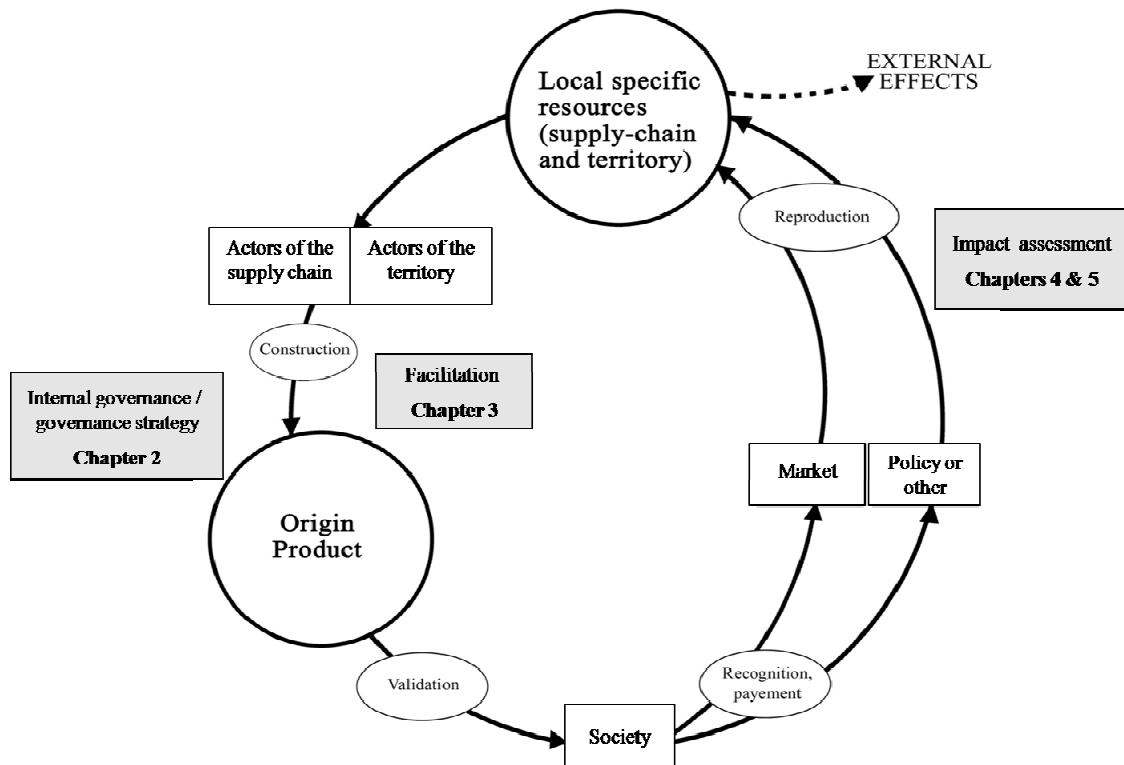 Local specific
resources
(supply-chain
and territory)
EXTERNAL
EFFECTS
Reproduction
Impact assessment
Chapters 4 & 5
Actors of the
supply chain
Actors of the
territory
Construction
Facilitation
Chapter 3
Internal governance /
governance strategy
Chapter 2
Origin
Product
Market
Policy or
other
Validation
Recognition,
payement
Society